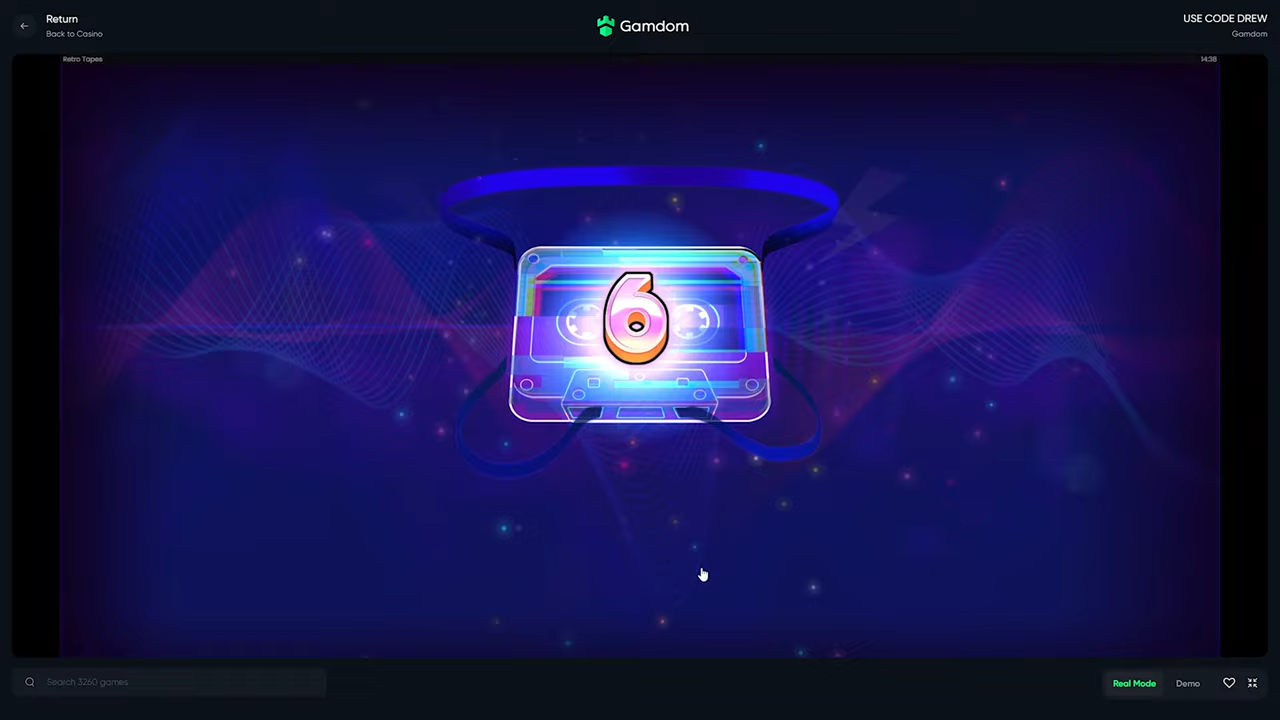 Return
Back to Casino
Gamdom
USE CODE DREW
Gamdom
Retro Tapes
14:38
6
Search 3260 games
Real Mode
Demo